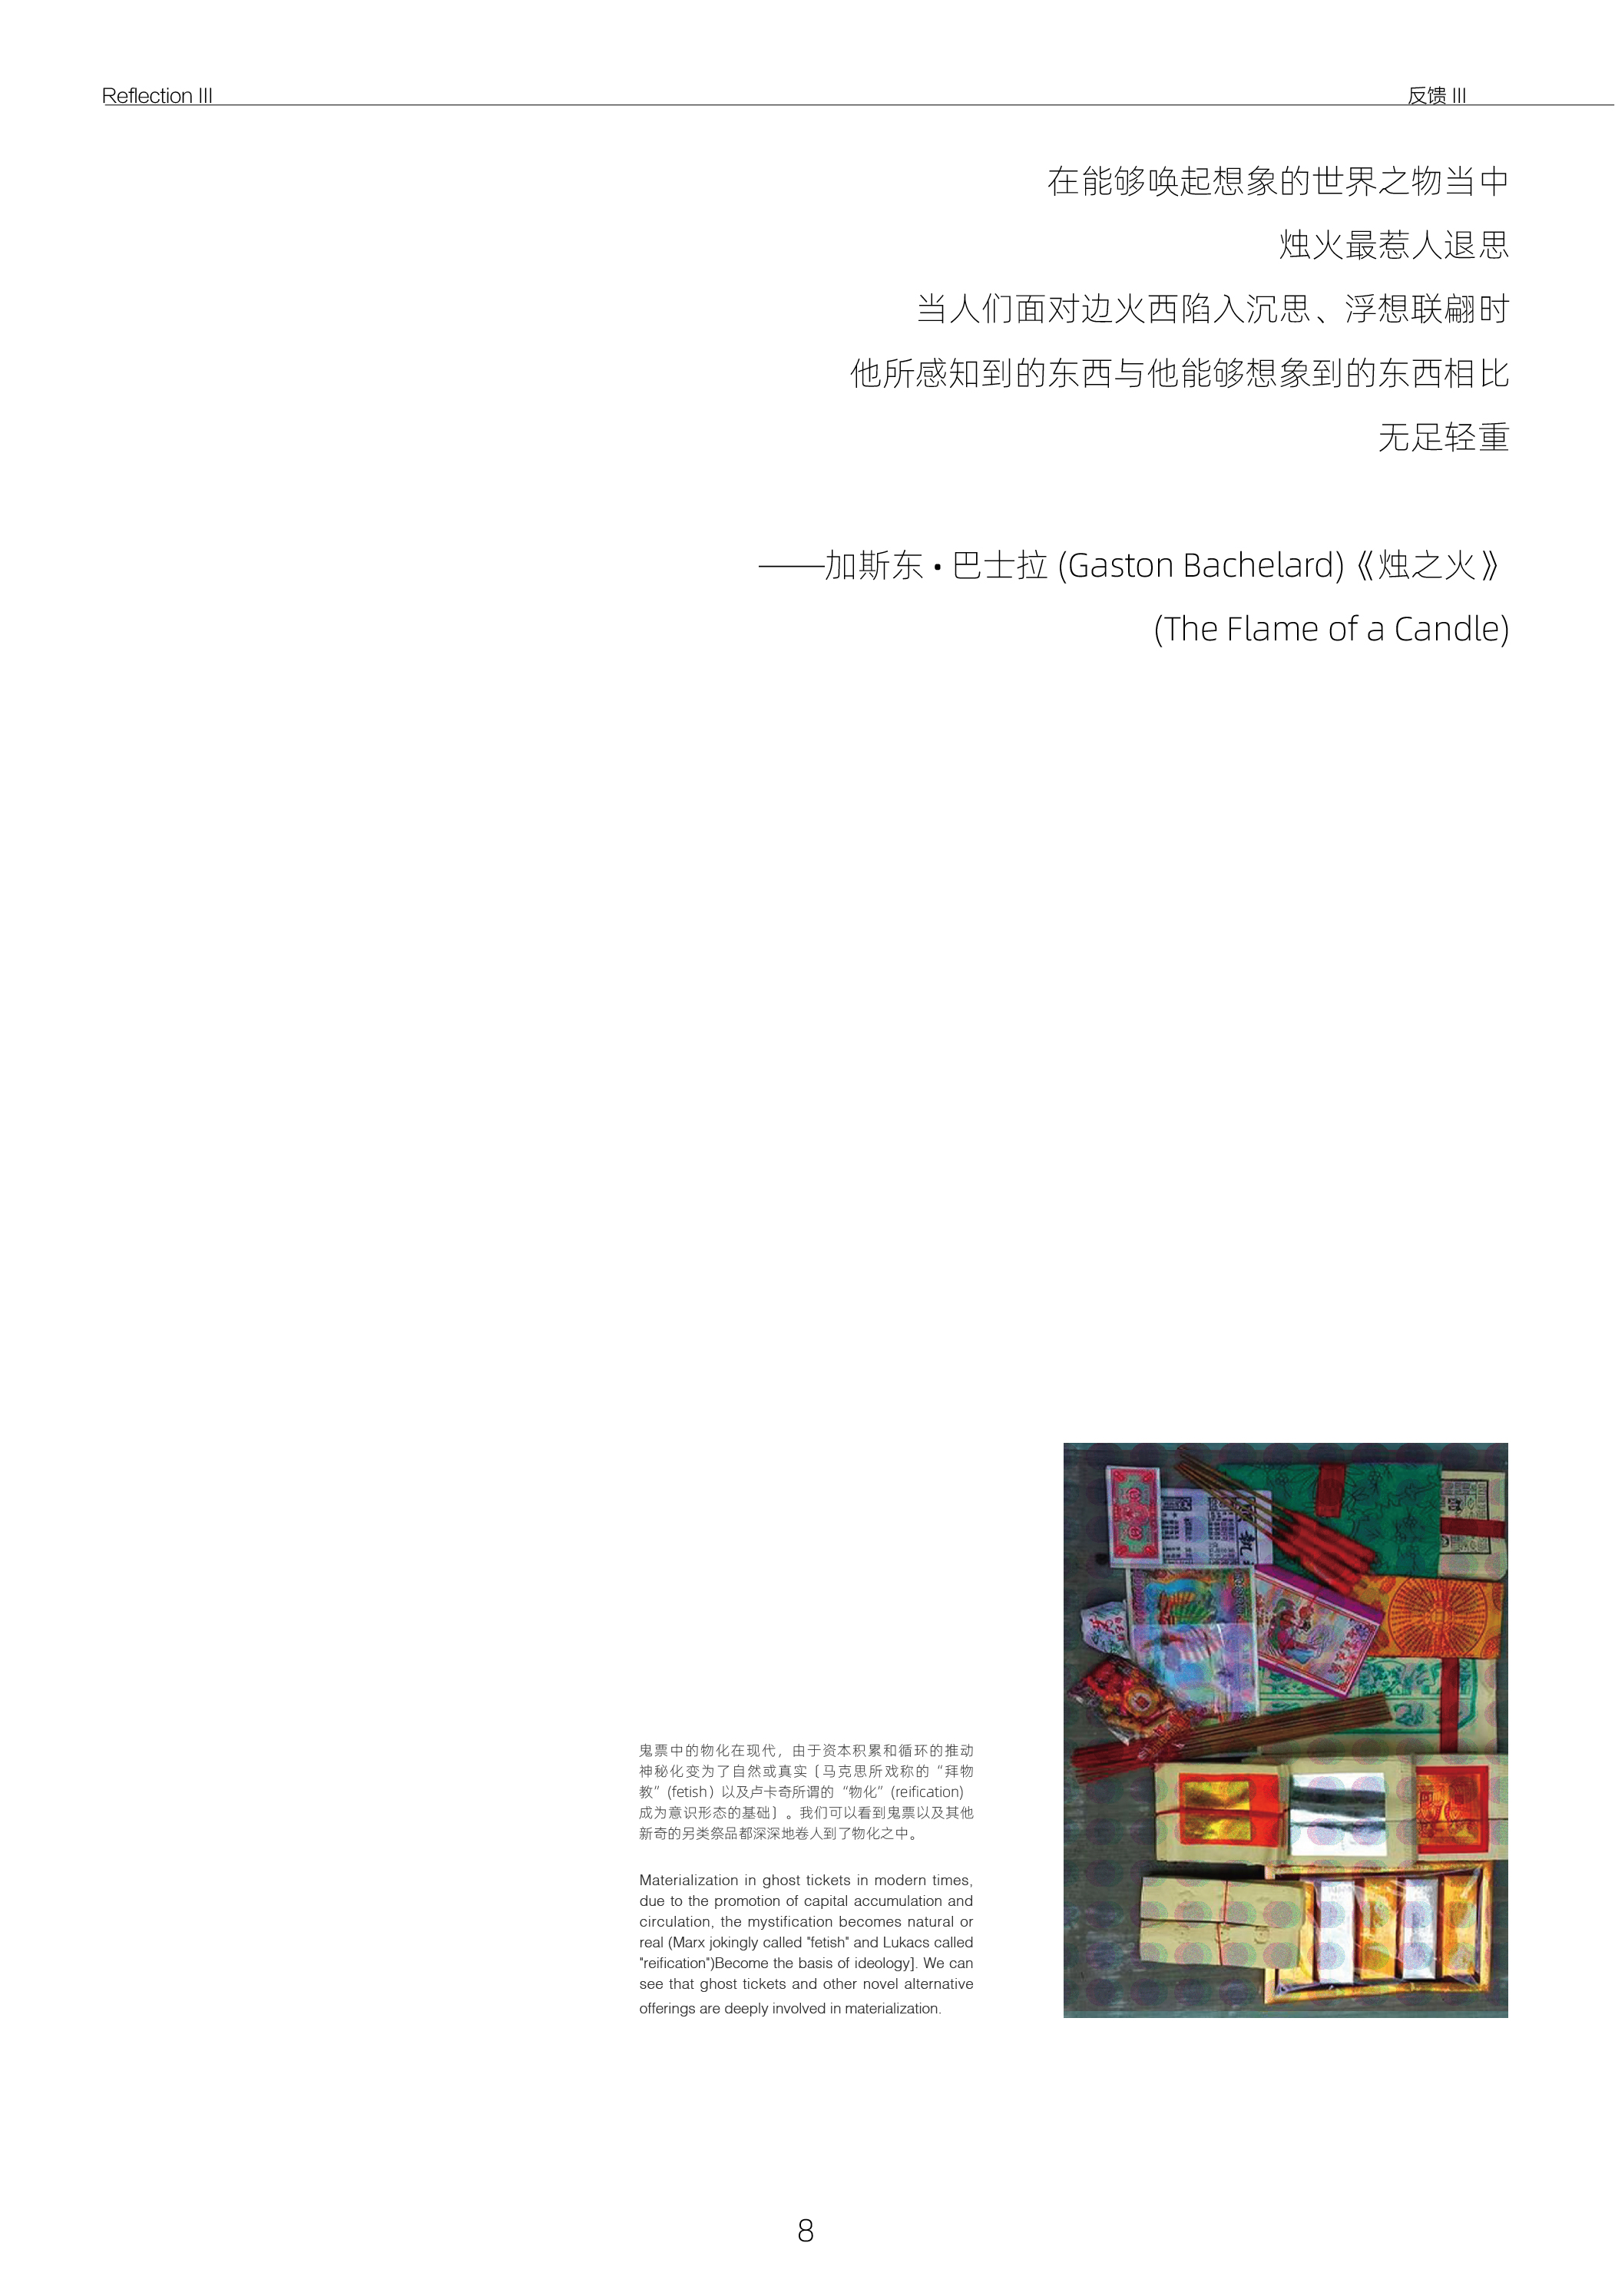 Reflection III
反馈 III
在能够唤起想象的世界之物当中
烛火最惹人退思
当人们面对边火西陷入沉思、浮想联翩时
他所感知到的东西与他能够想象到的东西相比
无足轻重
——加斯东 • 巴士拉 (Gaston Bachelard)《烛之火》
(The Flame of a Candle)
鬼票中的物化在现代，由于资本积累和循环的推动
神秘化变为了自然或真实〔马克思所戏称的“拜物
教”(fetish）以及卢卡奇所谓的“物化”(reification)
成为意识形态的基础〕。我们可以看到鬼票以及其他
新奇的另类祭品都深深地卷人到了物化之中。
Materialization in ghost tickets in modern times,
due to the promotion of capital accumulation and
circulation, the mystification becomes natural or
real (Marx jokingly called "fetish" and Lukacs called
"reification")Become the basis of ideology]. We can
see that ghost tickets and other novel alternative
offerings are deeply involved in materialization.
8